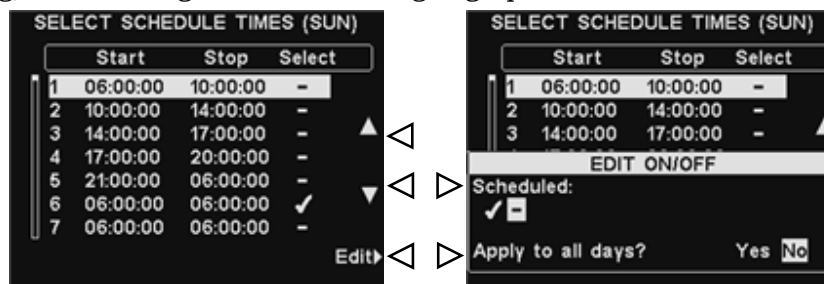 SELECT SCHEDULE TIMES (SUN)
Start Stop Select
1 06:00:00 10:00:00 -
2 10:00:00 14:00:00 -
3 14:00:00 17:00:00 -
4 17:00:00 20:00:00 -
5 21:00:00 06:00:00 -
6 06:00:00 06:00:00 ✓
7 06:00:00 06:00:00 -
Edit
SELECT SCHEDULE TIMES (SUN)
Start Stop Select
1 06:00:00 10:00:00 -
2 10:00:00 14:00:00 -
3 14:00:00 17:00:00 -
EDIT ON/OFF
Scheduled:
✓ -
Apply to all days? Yes No